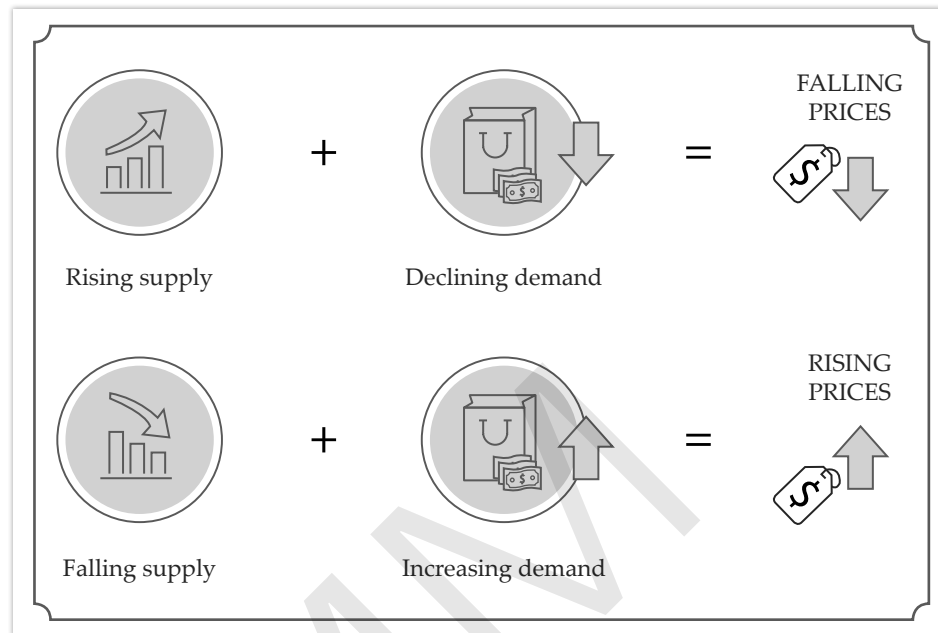 FALLING
PRICES
+
=
$
$
Rising supply
Declining demand
RISING
PRICES
+
=
$
$
Falling supply
Increasing demand